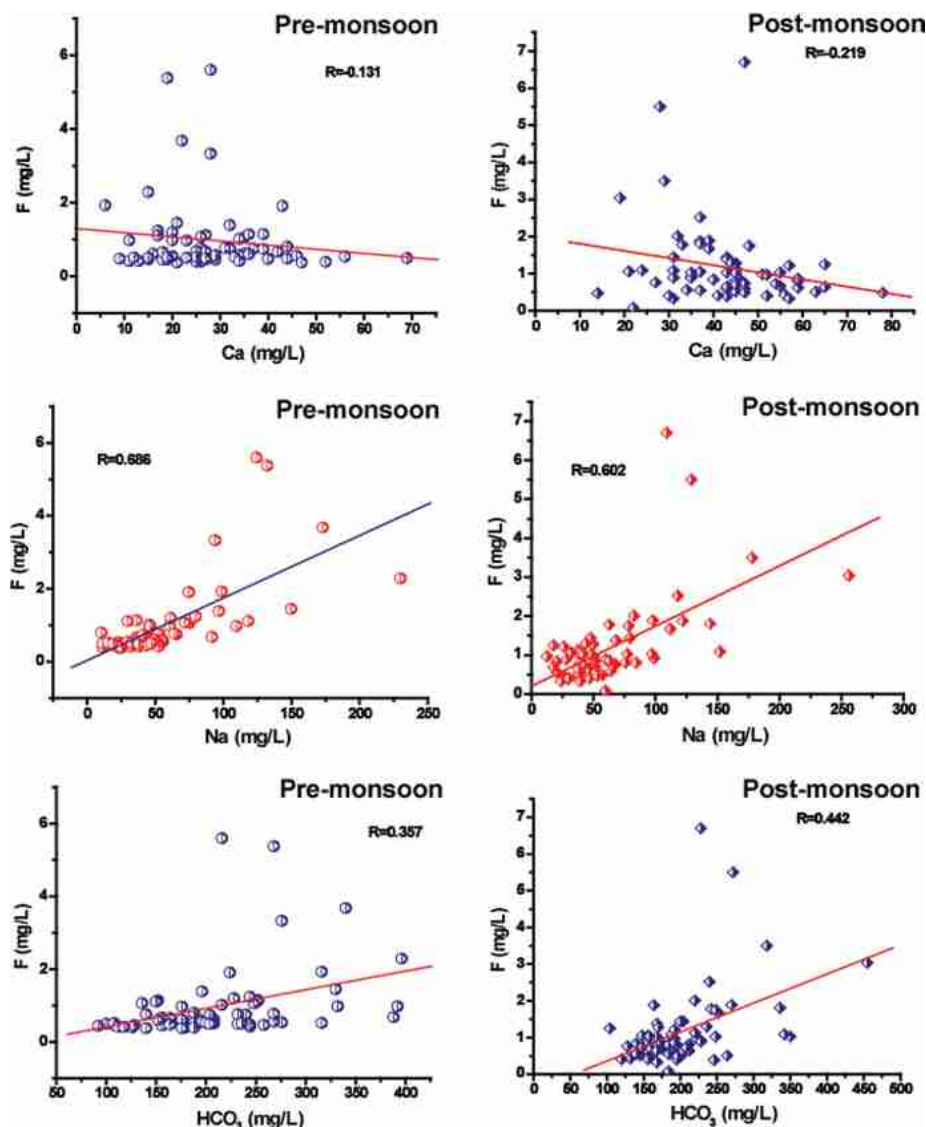 Pre-monsoon
R=-0.131
6
4
2
0
F (mg/L)
0 10 20 30 40 50 60 70
Ca (mg/L)
Post-monsoon
R=-0.219
7
6
5
4
3
2
1
0
F (mg/L)
0 10 20 30 40 50 60 70 80
Ca (mg/L)
Pre-monsoon
R=0.686
6
4
2
0
F (mg/L)
0 50 100 150 200 250
Na (mg/L)
Post-monsoon
R=0.602
7
6
5
4
3
2
1
0
F (mg/L)
0 50 100 150 200 250 300
Na (mg/L)
Pre-monsoon
R=0.357
6
4
2
0
F (mg/L)
50 100 150 200 250 300 350 400
HCO₃ (mg/L)
Post-monsoon
R=0.442
7
6
5
4
3
2
1
0
F (mg/L)
0 50 100 150 200 250 300 350 400 450 500
HCO₃ (mg/L)